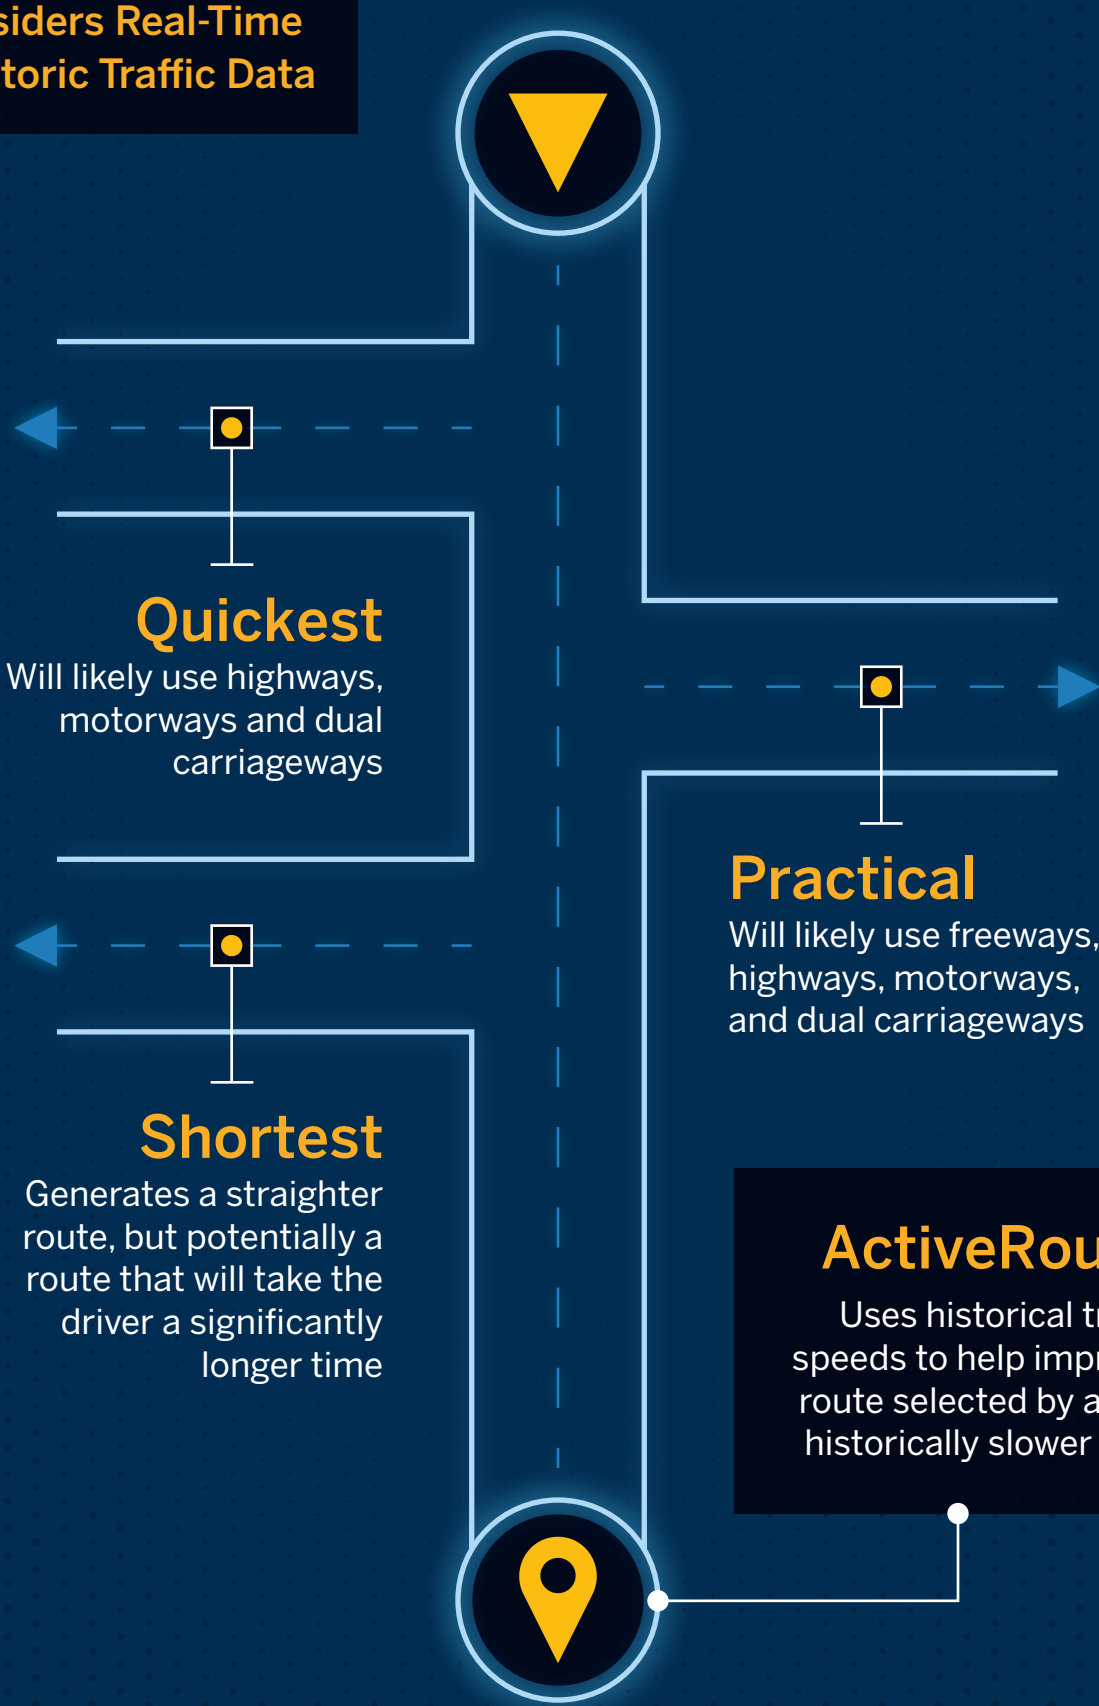 siders Real-Time
toric Traffic Data
Quickest
Will likely use highways,
motorways and dual
carriageways
Practical
Will likely use freeways,
highways, motorways,
and dual carriageways
Shortest
Generates a straighter
route, but potentially a
route that will take the
driver a significantly
longer time
ActiveRou
Uses historical tr
speeds to help impr
route selected by a
historically slower